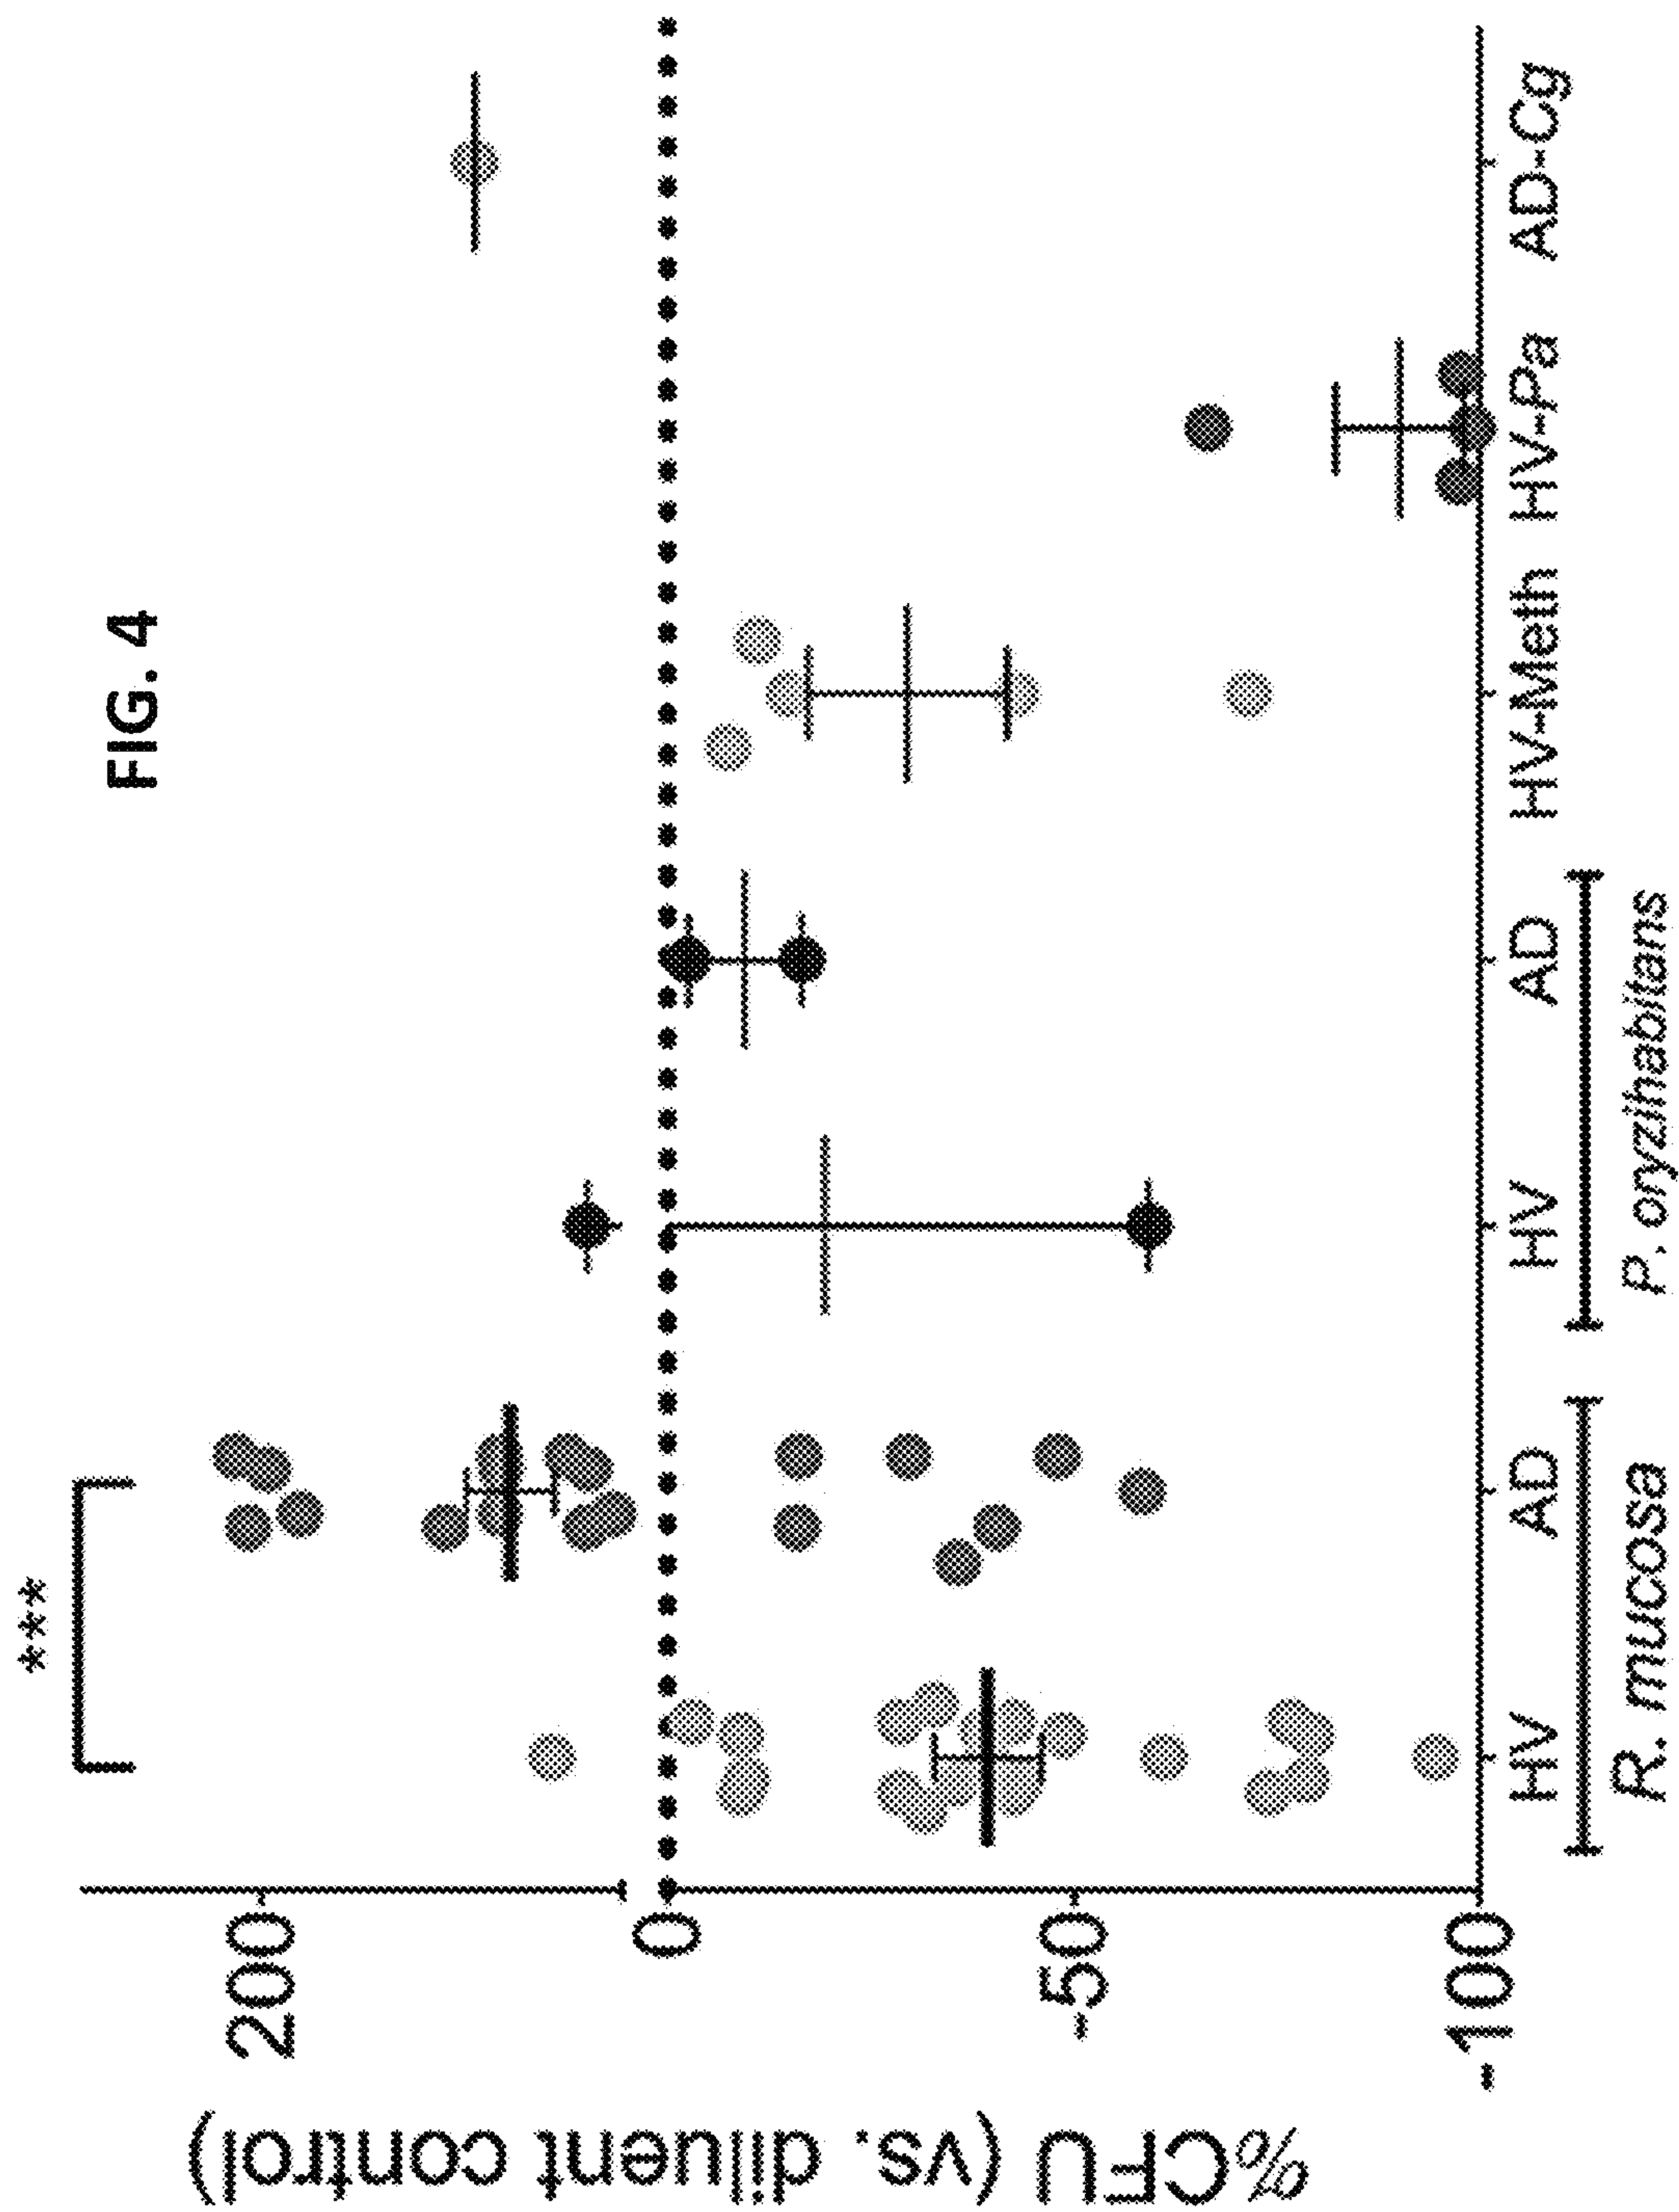 FIG. 4
***
%CFU (vs. diluent control)
200
0
-50
-100
HV
AD
HV
AD
HV-Meth
HV-Pa
AD-Cg
R. mucosa
P. oryzihabitans